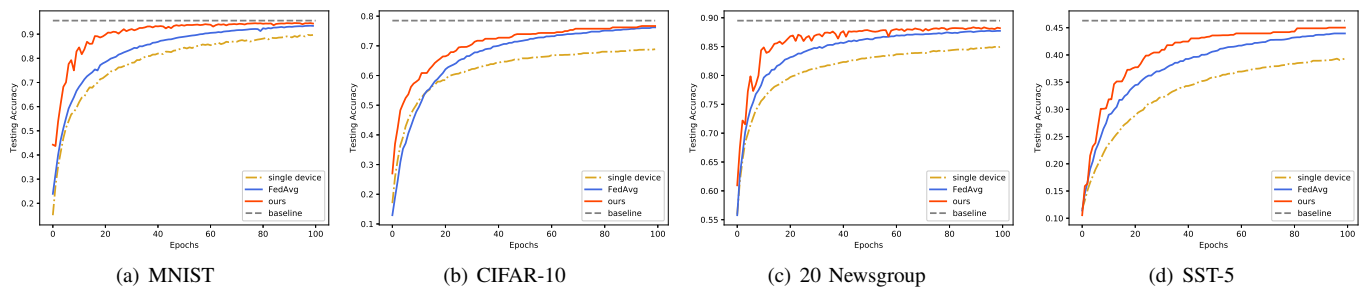 0.9
0.8
0.7
0.6
0.5
0.4
0.3
0.2
Testing Accuracy
0 20 40 60 80 100
Epochs
single device
FedAvg
ours
baseline
(a) MNIST
0.8
0.7
0.6
0.5
0.4
0.3
0.2
0.1
Testing Accuracy
0 20 40 60 80 100
Epochs
single device
FedAvg
ours
baseline
(b) CIFAR-10
0.90
0.85
0.80
0.75
0.70
0.65
0.60
0.55
Testing Accuracy
0 20 40 60 80 100
Epochs
single device
FedAvg
ours
baseline
(c) 20 Newsgroup
0.45
0.40
0.35
0.30
0.25
0.20
0.15
0.10
Testing Accuracy
0 20 40 60 80 100
Epochs
single device
FedAvg
ours
baseline
(d) SST-5